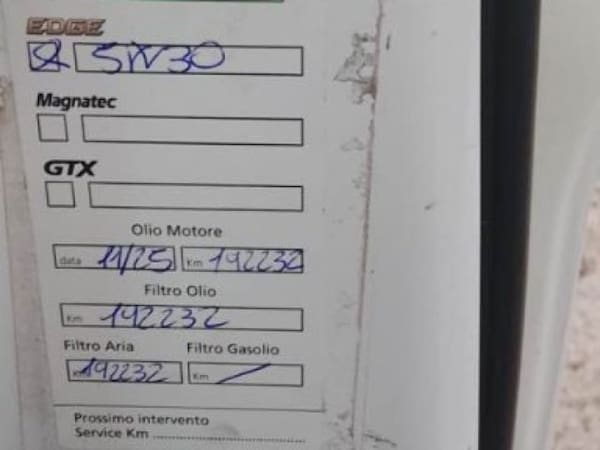 EDGE
5W30
Magnatec
GTX
Olio Motore
data 11/25 Km 192232
Filtro Olio
Km 192232
Filtro Aria Filtro Gasolio
Km 192232 Km /
Prossimo intervento
Service Km ........................